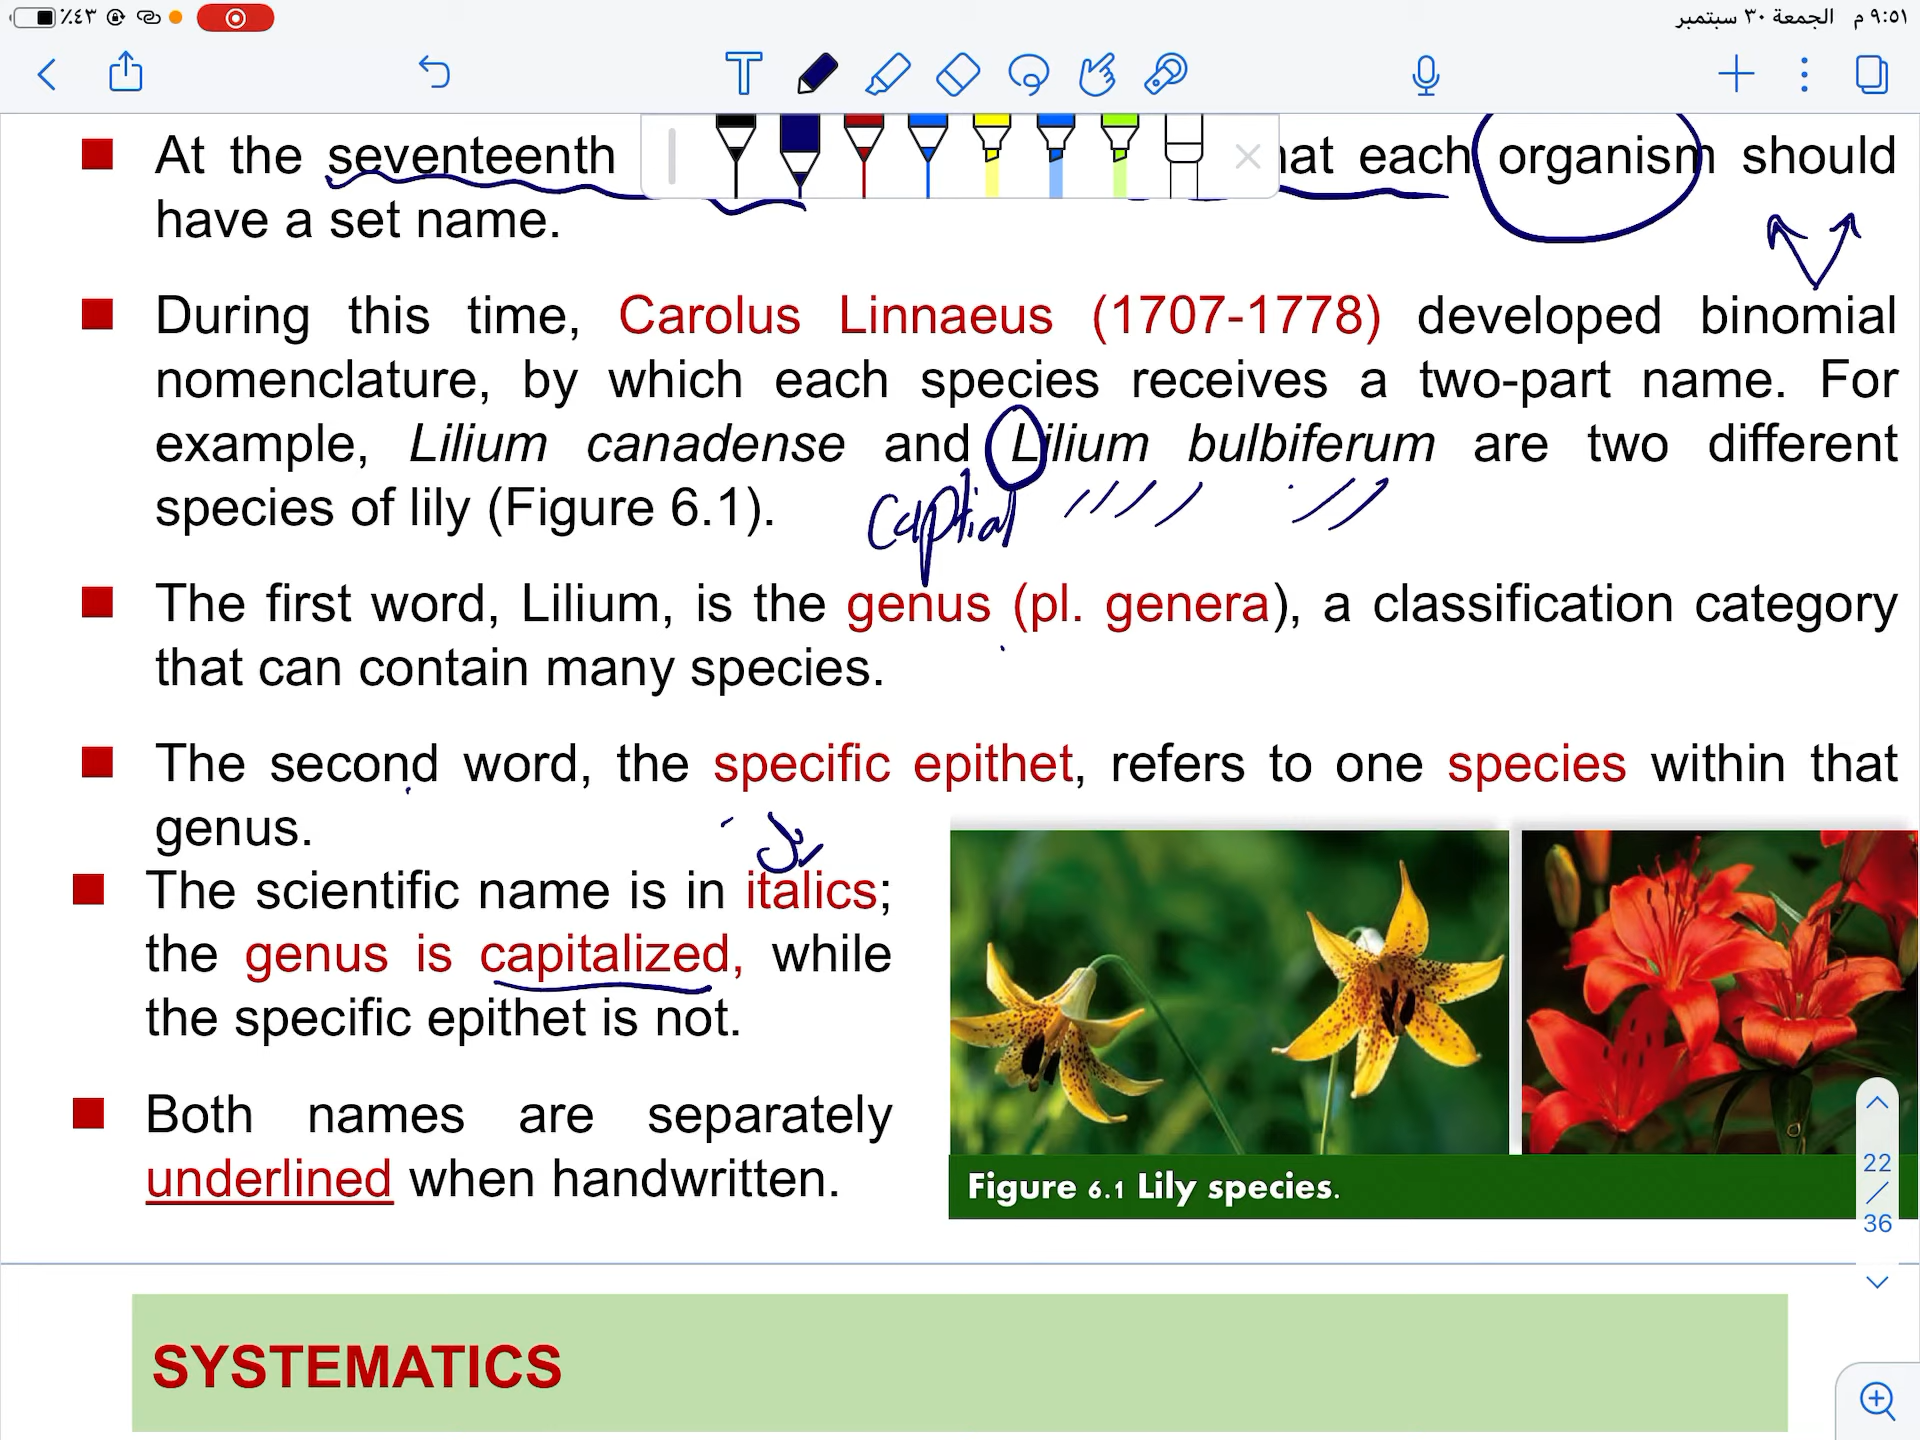 ٪٤٣
٩:٥١ م الجمعة ٣٠ سبتمبر
T
At the seventeenth hat each organism should
have a set name.
During this time, Carolus Linnaeus (1707-1778) developed binomial
nomenclature, by which each species receives a two-part name. For
example, Lilium canadense and Lilium bulbiferum are two different
species of lily (Figure 6.1).
Caption
The first word, Lilium, is the genus (pl. genera), a classification category
that can contain many species.
The second word, the specific epithet, refers to one species within that
genus.
The scientific name is in italics;
the genus is capitalized, while
the specific epithet is not.
Both names are separately
underlined when handwritten.
Figure 6.1 Lily species.
22
/
36
SYSTEMATICS